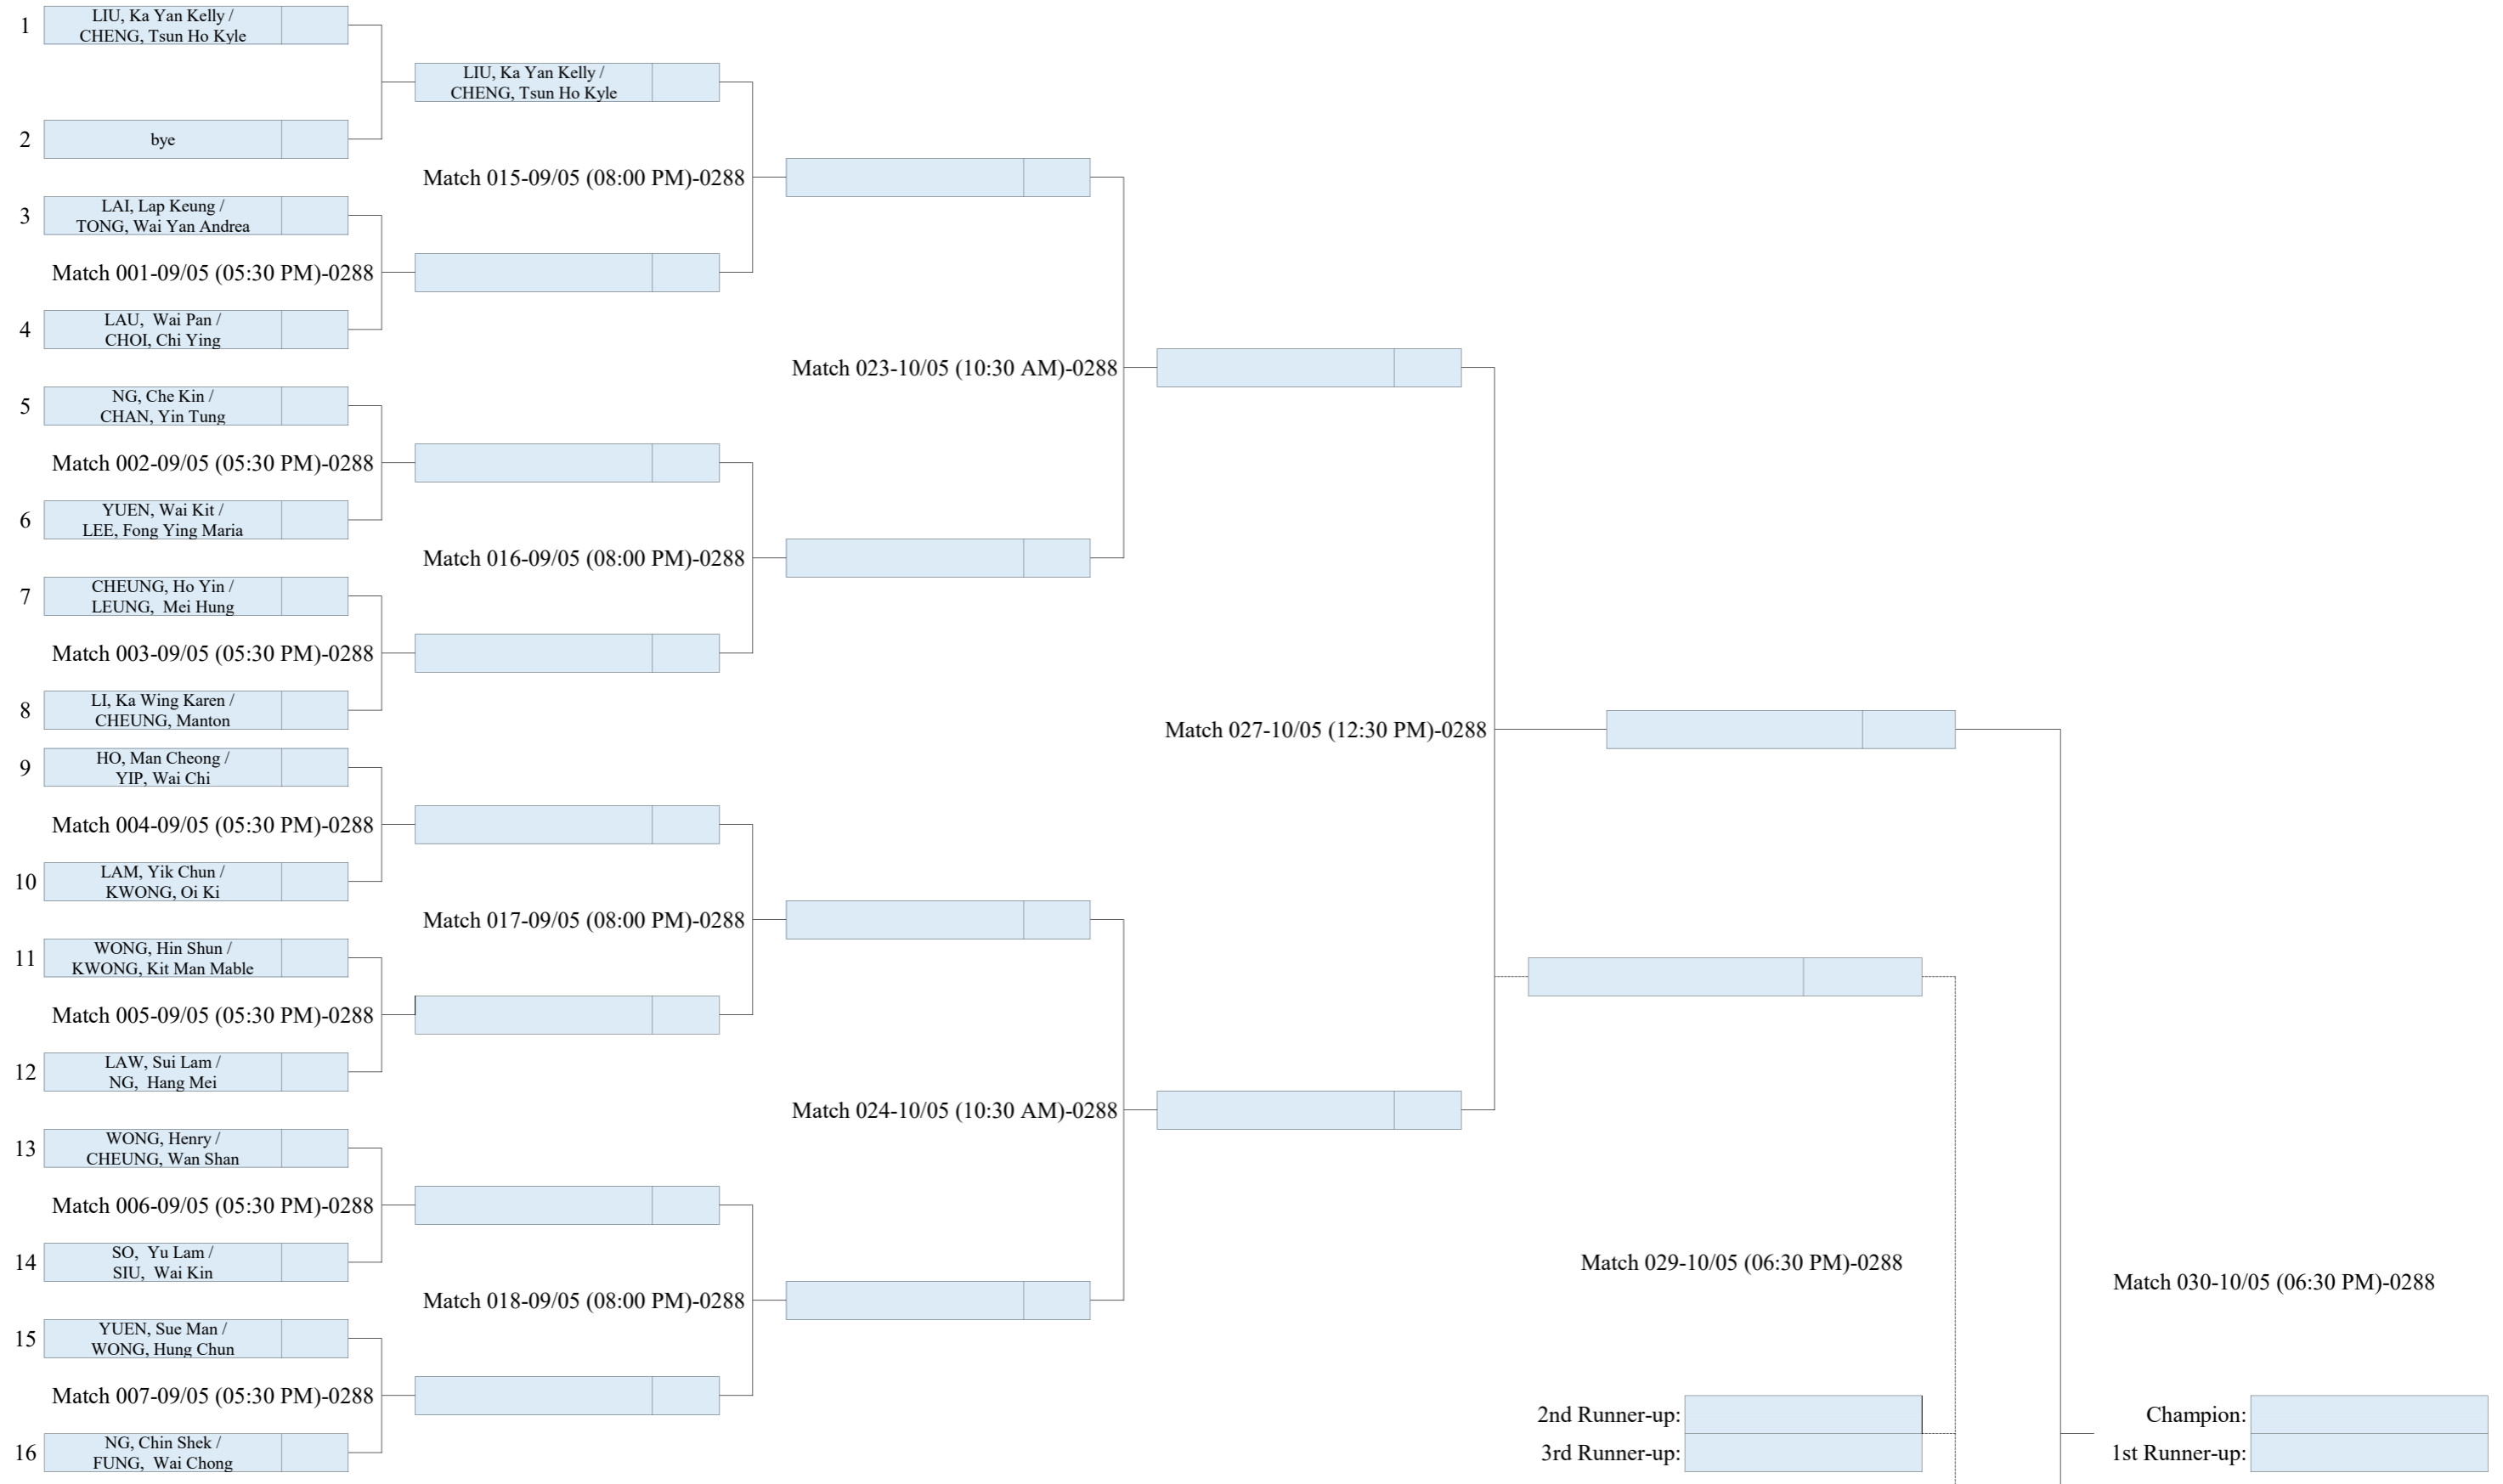 1
LIU, Ka Yan Kelly /
CHENG, Tsun Ho Kyle
LIU, Ka Yan Kelly /
CHENG, Tsun Ho Kyle
2
bye
Match 015-09/05 (08:00 PM)-0288
3
LAI, Lap Keung /
TONG, Wai Yan Andrea
Match 001-09/05 (05:30 PM)-0288
4
LAU,  Wai Pan /
CHOI, Chi Ying
Match 023-10/05 (10:30 AM)-0288
5
NG, Che Kin /
CHAN, Yin Tung
Match 002-09/05 (05:30 PM)-0288
6
YUEN, Wai Kit /
LEE, Fong Ying Maria
Match 016-09/05 (08:00 PM)-0288
7
CHEUNG, Ho Yin /
LEUNG,  Mei Hung
Match 003-09/05 (05:30 PM)-0288
8
LI, Ka Wing Karen /
CHEUNG, Manton
Match 027-10/05 (12:30 PM)-0288
9
HO, Man Cheong /
YIP, Wai Chi
Match 004-09/05 (05:30 PM)-0288
10
LAM, Yik Chun /
KWONG, Oi Ki
Match 017-09/05 (08:00 PM)-0288
11
WONG, Hin Shun /
KWONG, Kit Man Mable
Match 005-09/05 (05:30 PM)-0288
12
LAW, Sui Lam /
NG,  Hang Mei
Match 024-10/05 (10:30 AM)-0288
13
WONG, Henry /
CHEUNG, Wan Shan
Match 006-09/05 (05:30 PM)-0288
14
SO,  Yu Lam /
SIU,  Wai Kin
Match 029-10/05 (06:30 PM)-0288
Match 030-10/05 (06:30 PM)-0288
Match 018-09/05 (08:00 PM)-0288
15
YUEN, Sue Man /
WONG, Hung Chun
Match 007-09/05 (05:30 PM)-0288
16
NG, Chin Shek /
FUNG,  Wai Chong
2nd Runner-up:
3rd Runner-up:
Champion:
1st Runner-up: